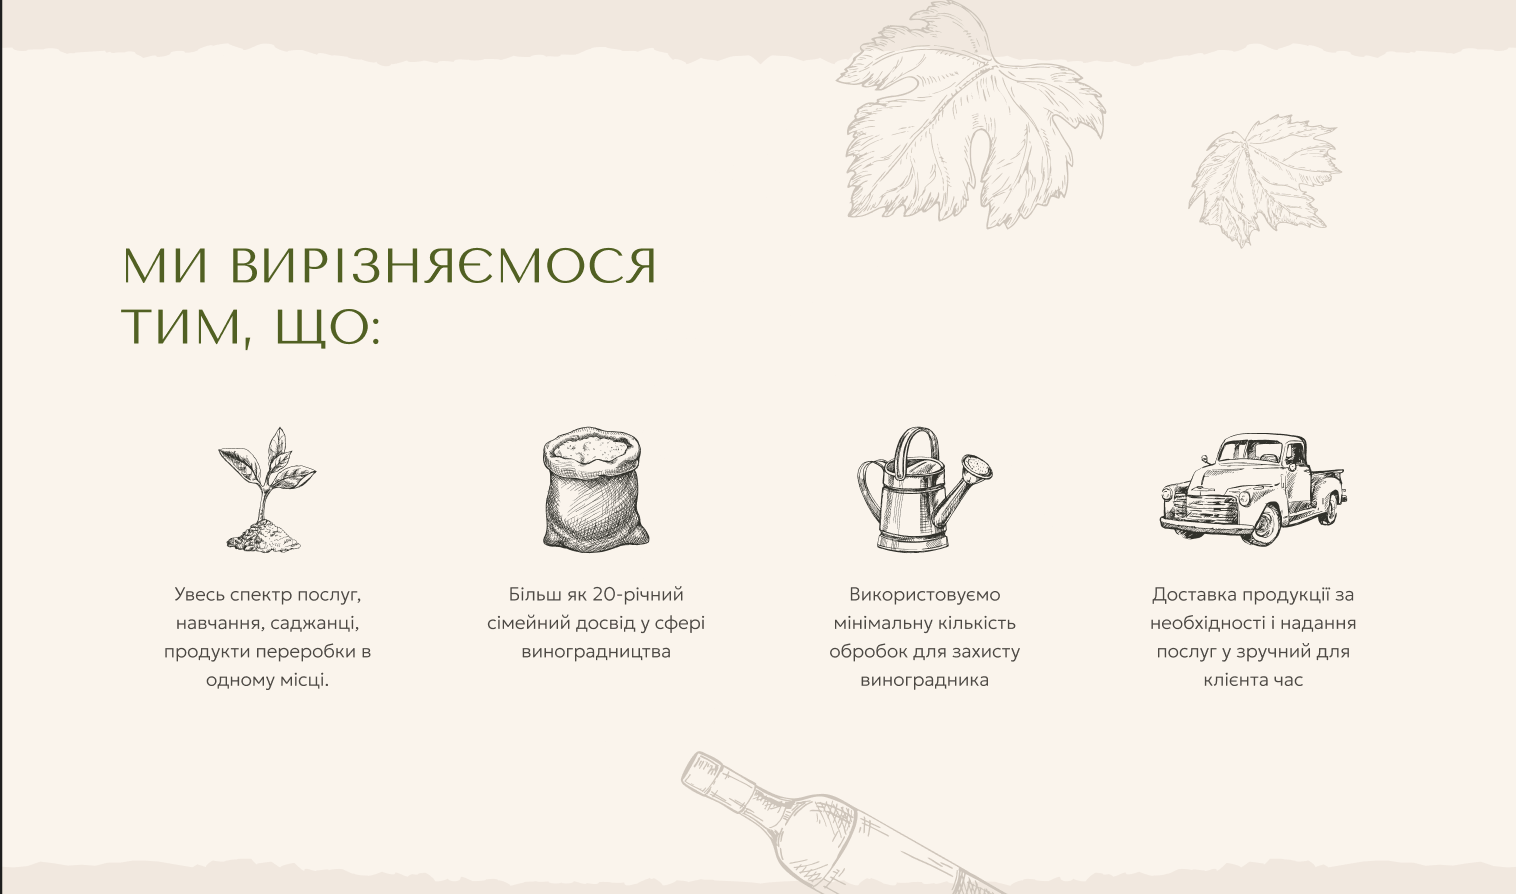 МИ ВИРІЗНЯЄМОСЯ
ТИМ, ЩО:
Увесь спектр послуг,
навчання, саджанці,
продукти переробки в
одному місці.
Більш як 20-річний
сімейний досвід у сфері
виноградництва
Використовуємо
мінімальну кількість
обробок для захисту
виноградника
Доставка продукції за
необхідності і надання
послуг у зручний для
клієнта час